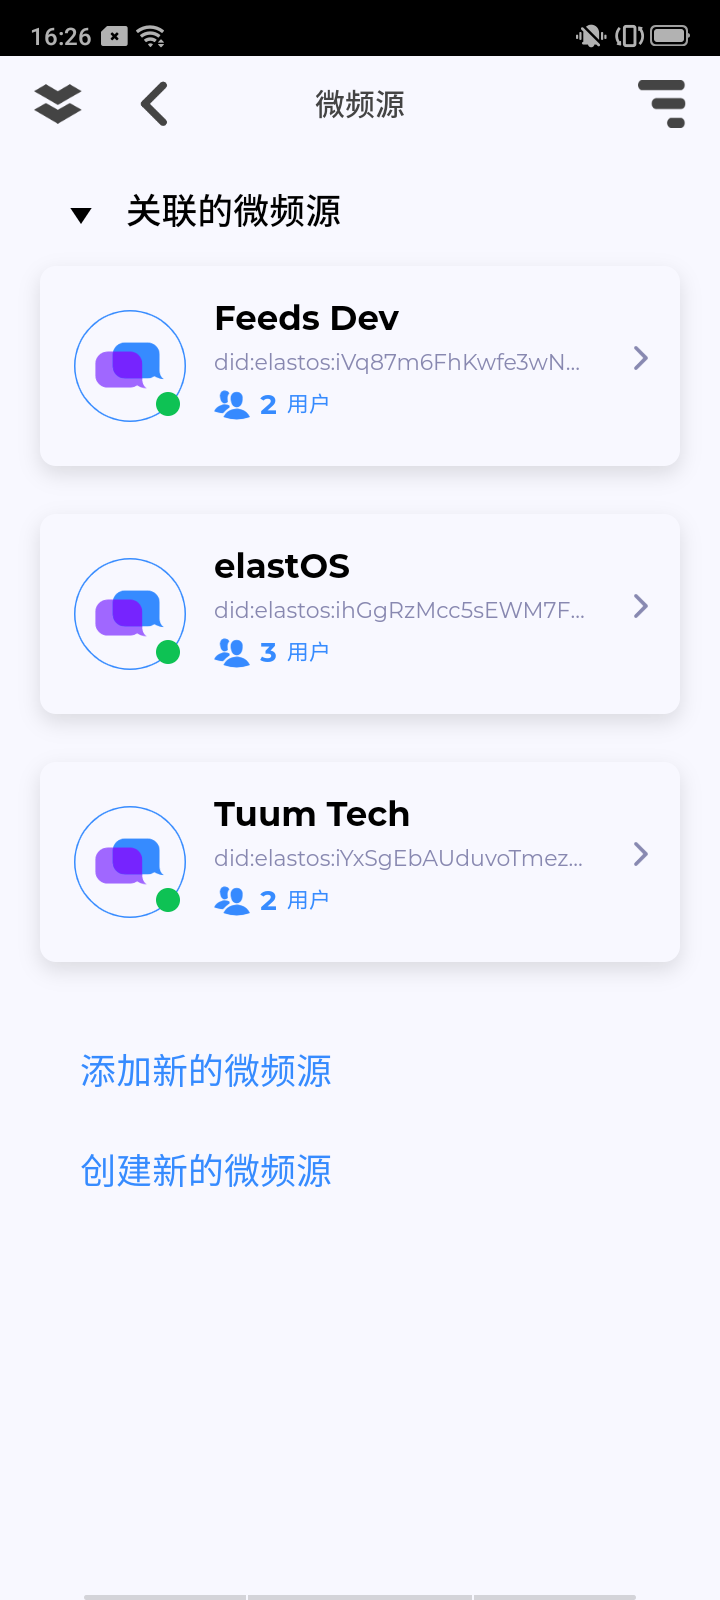 16:26
微频源
关联的微频源
Feeds Dev
did:elastos:iVq87m6FhKwfe3wN...
2 用户
elastOS
did:elastos:ihGgRzMcc5sEWM7F...
3 用户
Tuum Tech
did:elastos:iYxSgEbAUduvoTmez...
2 用户
添加新的微频源
创建新的微频源